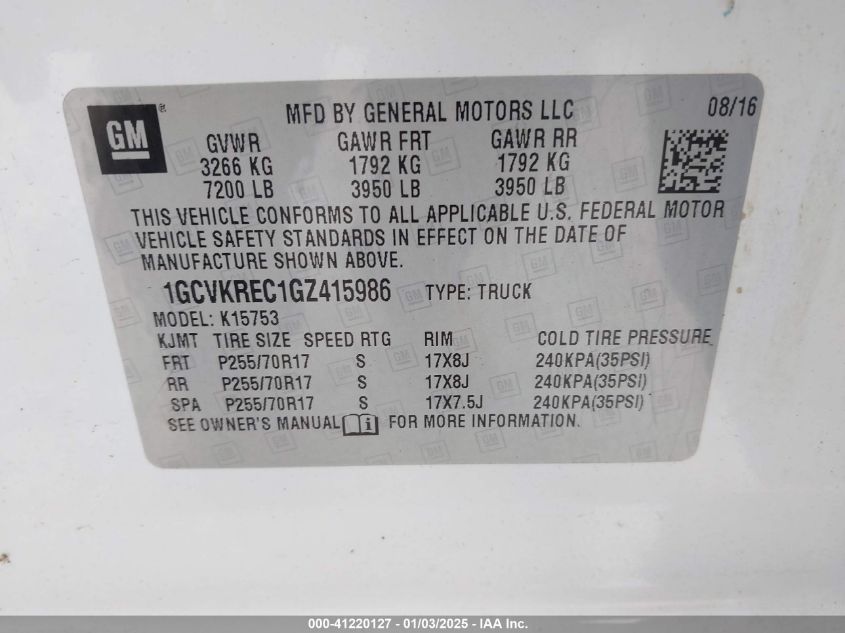 GM ® MFD BY GENERAL MOTORS LLC 08/16
GVWR GAWR FRT GAWR RR
3266 KG 1792 KG 1792 KG
7200 LB 3950 LB 3950 LB
THIS VEHICLE CONFORMS TO ALL APPLICABLE U.S. FEDERAL MOTOR
VEHICLE SAFETY STANDARDS IN EFFECT ON THE DATE OF
MANUFACTURE SHOWN ABOVE.
1GCVKREC1GZ415986 TYPE: TRUCK
MODEL: K15753
KJMT TIRE SIZE SPEED RTG RIM COLD TIRE PRESSURE
FRT P255/70R17 S 17X8J 240KPA(35PSI)
RR P255/70R17 S 17X8J 240KPA(35PSI)
SPA P255/70R17 S 17X7.5J 240KPA(35PSI)
SEE OWNER'S MANUAL i FOR MORE INFORMATION.
000-41220127 - 01/03/2025 - IAA Inc.